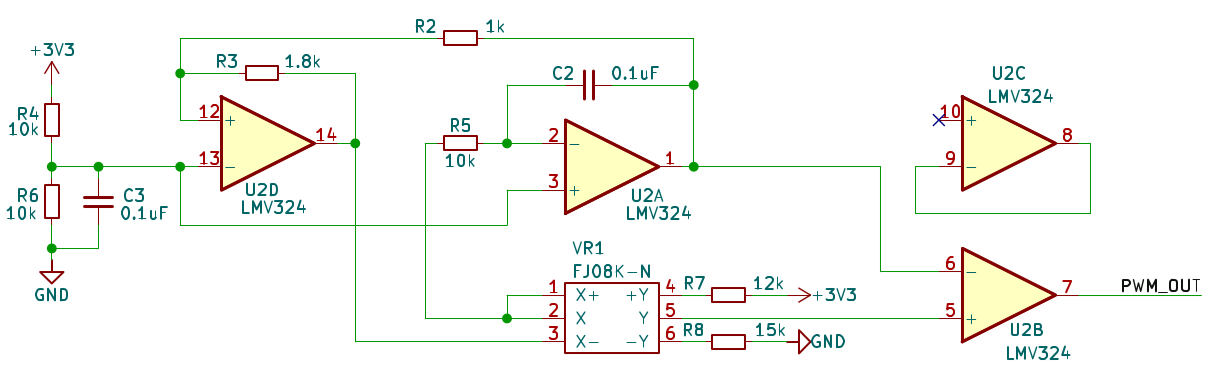 R2 1k
+3V3
R3 1.8k
C2 0.1uF
U2C
LMV324
R4
10k
12
+
14
13
−
U2D
LMV324
R5
10k
2
−
1
3
+
U2A
LMV324
10
+
8
9
−
R6
10k
C3
0.1uF
GND
VR1
FJ08K-N
1 X+ +Y 4
2 X Y 5
3 X- -Y 6
R7 12k
+3V3
R8 15k
GND
6
−
7
5
+
U2B
LMV324
PWM_OUT